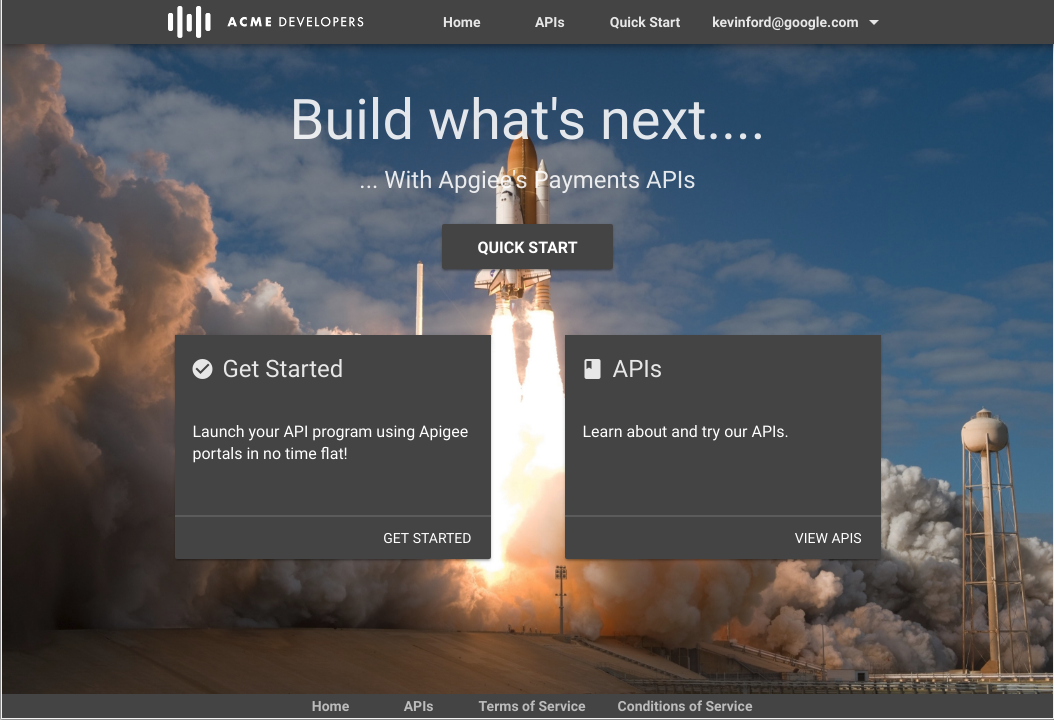 ACME DEVELOPERS
Home
APIs
Quick Start
kevinford@google.com
Build what's next....
... With Apgiee's Payments APIs
QUICK START
Get Started
Launch your API program using Apigee
portals in no time flat!
GET STARTED
APIs
Learn about and try our APIs.
VIEW APIS
Home
APIs
Terms of Service
Conditions of Service